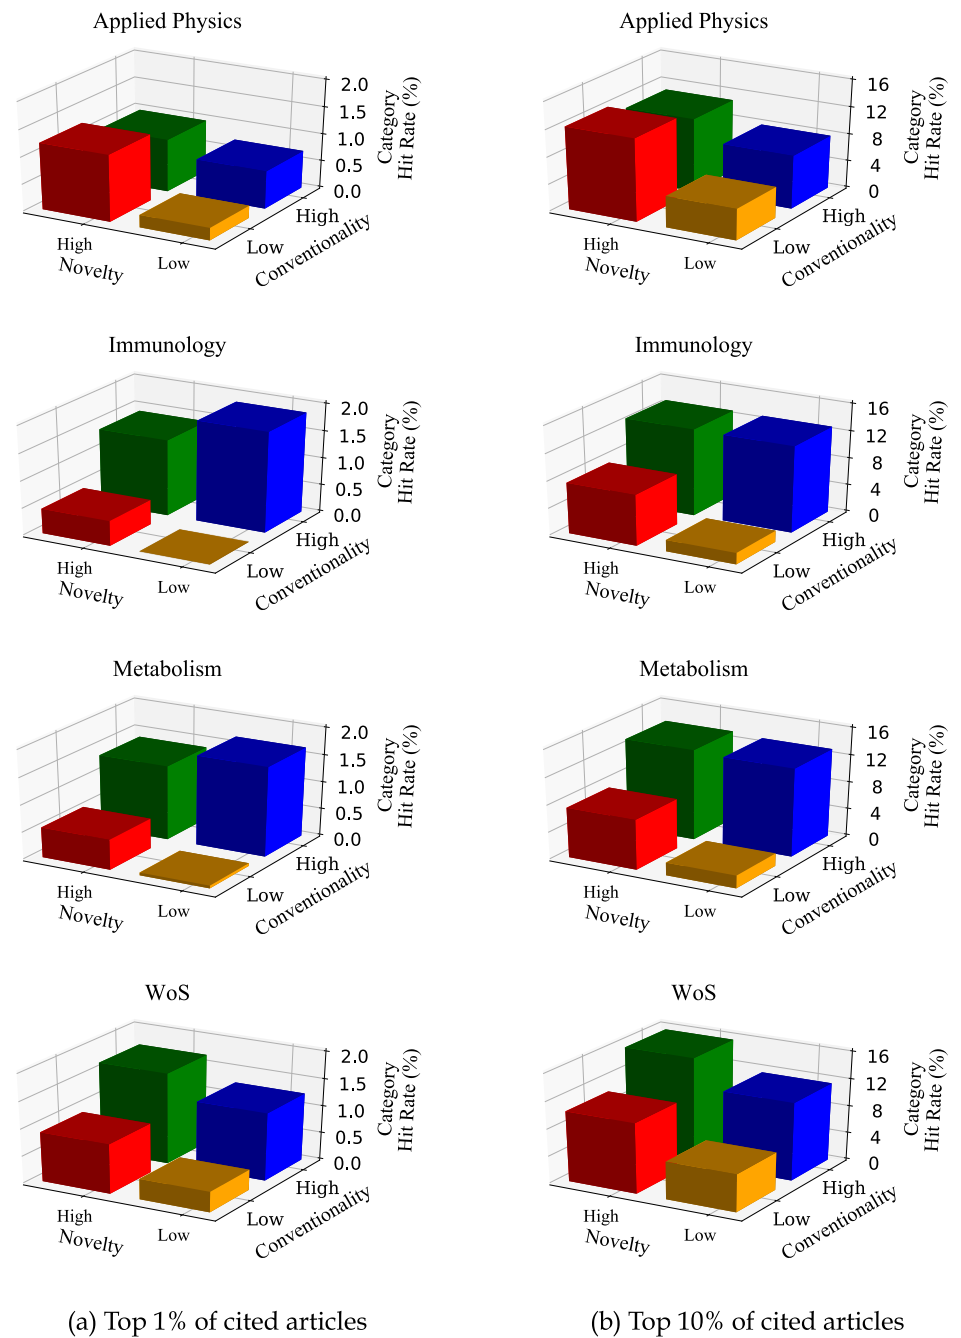 Applied Physics
2.0
1.5
1.0
0.5
0.0
Category
Hit Rate (%)
High
Low
Conventionality
High
Low
Novelty
Applied Physics
16
12
8
4
0
Category
Hit Rate (%)
High
Low
Conventionality
High
Low
Novelty
Immunology
2.0
1.5
1.0
0.5
0.0
Category
Hit Rate (%)
High
Low
Conventionality
High
Low
Novelty
Immunology
16
12
8
4
0
Category
Hit Rate (%)
High
Low
Conventionality
High
Low
Novelty
Metabolism
2.0
1.5
1.0
0.5
0.0
Category
Hit Rate (%)
High
Low
Conventionality
High
Low
Novelty
Metabolism
16
12
8
4
0
Category
Hit Rate (%)
High
Low
Conventionality
High
Low
Novelty
WoS
2.0
1.5
1.0
0.5
0.0
Category
Hit Rate (%)
High
Low
Conventionality
High
Low
Novelty
WoS
16
12
8
4
0
Category
Hit Rate (%)
High
Low
Conventionality
High
Low
Novelty
(a) Top 1% of cited articles
(b) Top 10% of cited articles